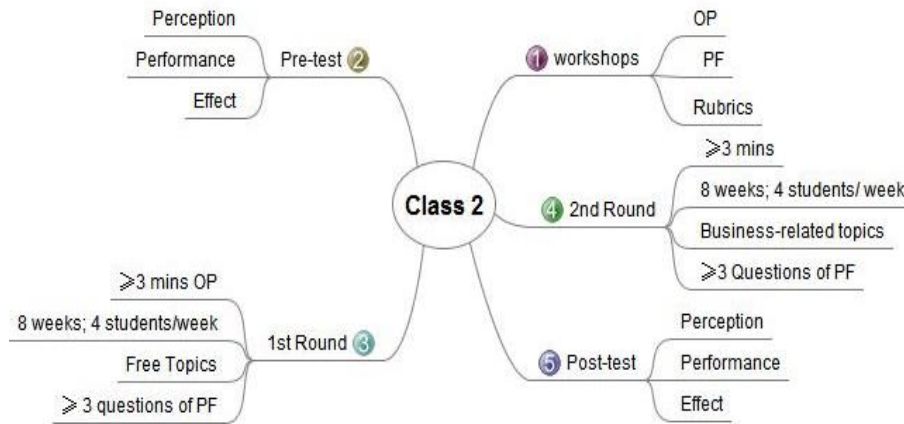 Class 2
1 workshops
OP
PF
Rubrics
Pre-test 2
Perception
Performance
Effect
1st Round 3
⩾3 mins OP
8 weeks; 4 students/week
Free Topics
⩾ 3 questions of PF
4 2nd Round
⩾3 mins
8 weeks; 4 students/ week
Business-related topics
⩾3 Questions of PF
5 Post-test
Perception
Performance
Effect